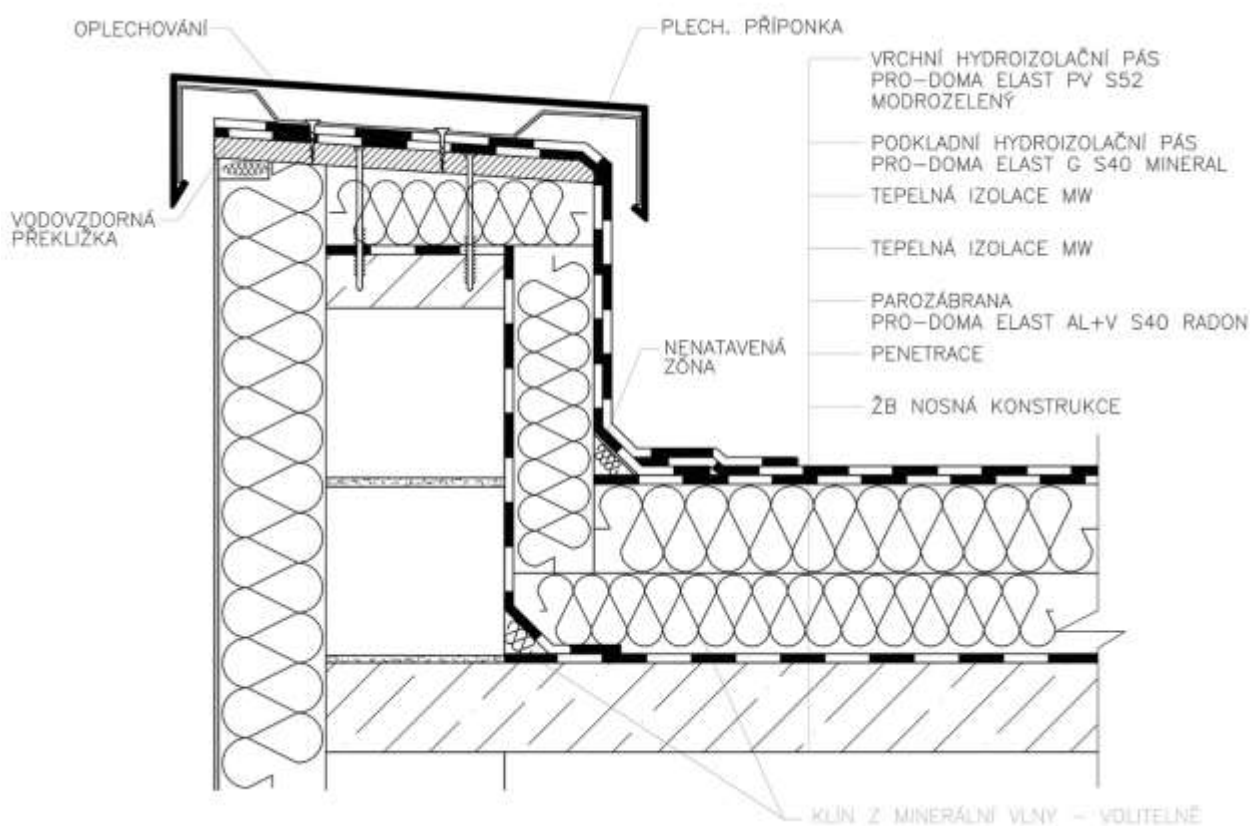 OPLECHOVÁNÍ
PLECH. PŘÍPONKA
VRCHNÍ HYDROIZOLAČNÍ PÁS
PRO-DOMA ELAST PV S52
MODROZELENÝ
PODKLADNÍ HYDROIZOLAČNÍ PÁS
PRO-DOMA ELAST G S40 MINERAL
TEPELNÁ IZOLACE MW
VODOVZDORNÁ
PŘEKLIŽKA
TEPELNÁ IZOLACE MW
PAROZÁBRANA
PRO-DOMA ELAST AL+V S40 RADON
NENATAVENÁ
ZÓNA
PENETRACE
ŽB NOSNÁ KONSTRUKCE
KLÍN Z MINERÁLNÍ VLNY - VOLITELNĚ